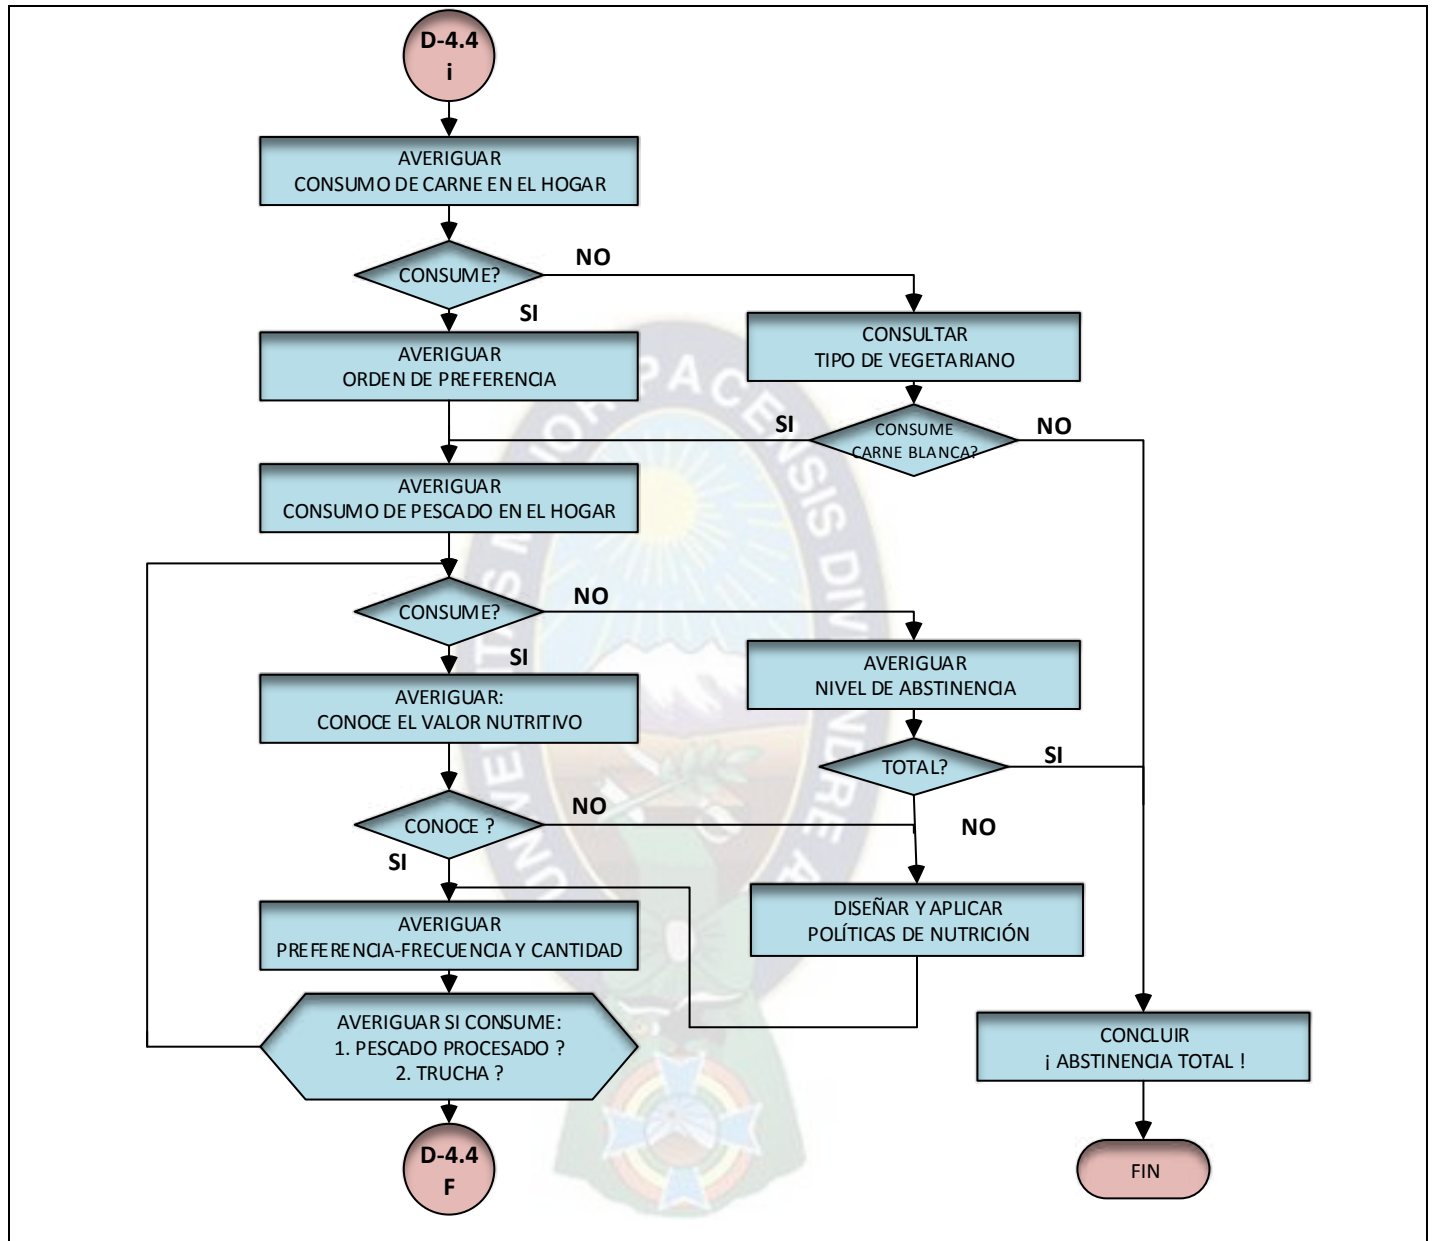 D-4.4
i
AVERIGUAR
CONSUMO DE CARNE EN EL HOGAR
CONSUME?
NO
SI
AVERIGUAR
ORDEN DE PREFERENCIA
CONSULTAR
TIPO DE VEGETARIANO
SI
CONSUME
CARNE BLANCA?
NO
AVERIGUAR
CONSUMO DE PESCADO EN EL HOGAR
CONSUME?
NO
SI
AVERIGUAR
NIVEL DE ABSTINENCIA
AVERIGUAR:
CONOCE EL VALOR NUTRITIVO
TOTAL?
SI
NO
CONOCE ?
NO
SI
DISEÑAR Y APLICAR
POLÍTICAS DE NUTRICIÓN
AVERIGUAR
PREFERENCIA-FRECUENCIA Y CANTIDAD
AVERIGUAR SI CONSUME:
1. PESCADO PROCESADO ?
2. TRUCHA ?
CONCLUIR
¡ ABSTINENCIA TOTAL !
D-4.4
F
FIN
PACENSIS DIV